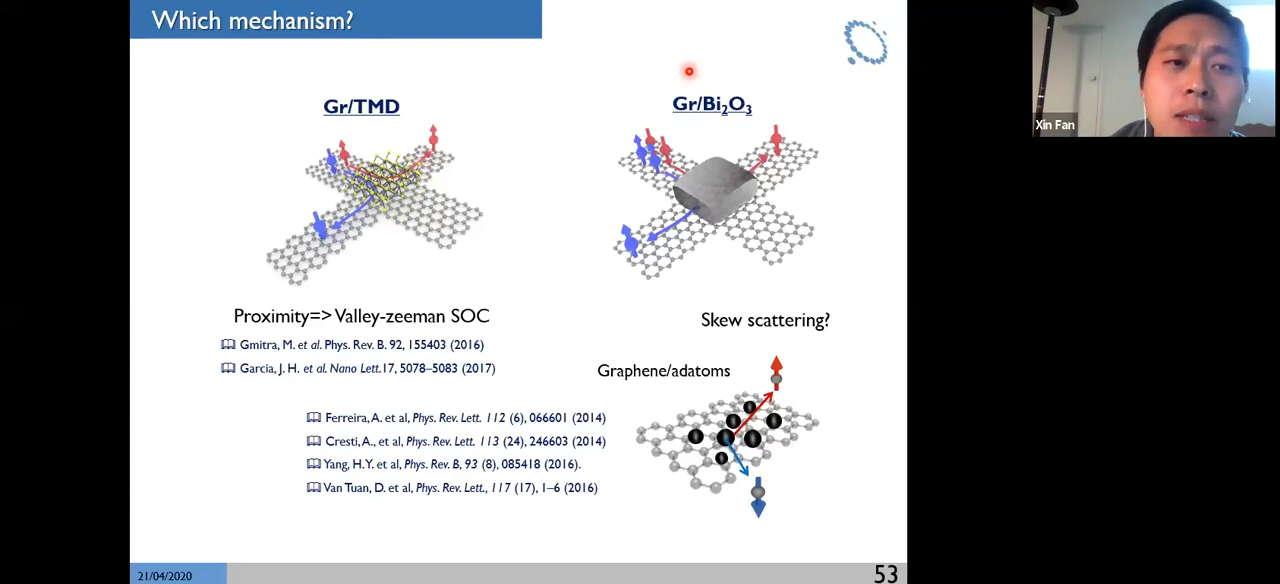 Which mechanism?
Xin Fan
Gr/TMD
Gr/Bi₂O₃
Proximity=> Valley-zeeman SOC
Skew scattering?
Gmitra, M. et al. Phys. Rev. B. 92, 155403 (2016)
Garcia, J. H. et al. Nano Lett.17, 5078–5083 (2017)
Graphene/adatoms
Ferreira, A. et al, Phys. Rev. Lett. 112 (6), 066601 (2014)
Cresti, A., et al, Phys. Rev. Lett. 113 (24), 246603 (2014)
Yang, H.Y. et al, Phys. Rev. B, 93 (8), 085418 (2016).
Van Tuan, D. et al, Phys. Rev. Lett., 117 (17), 1–6 (2016)
21/04/2020
53